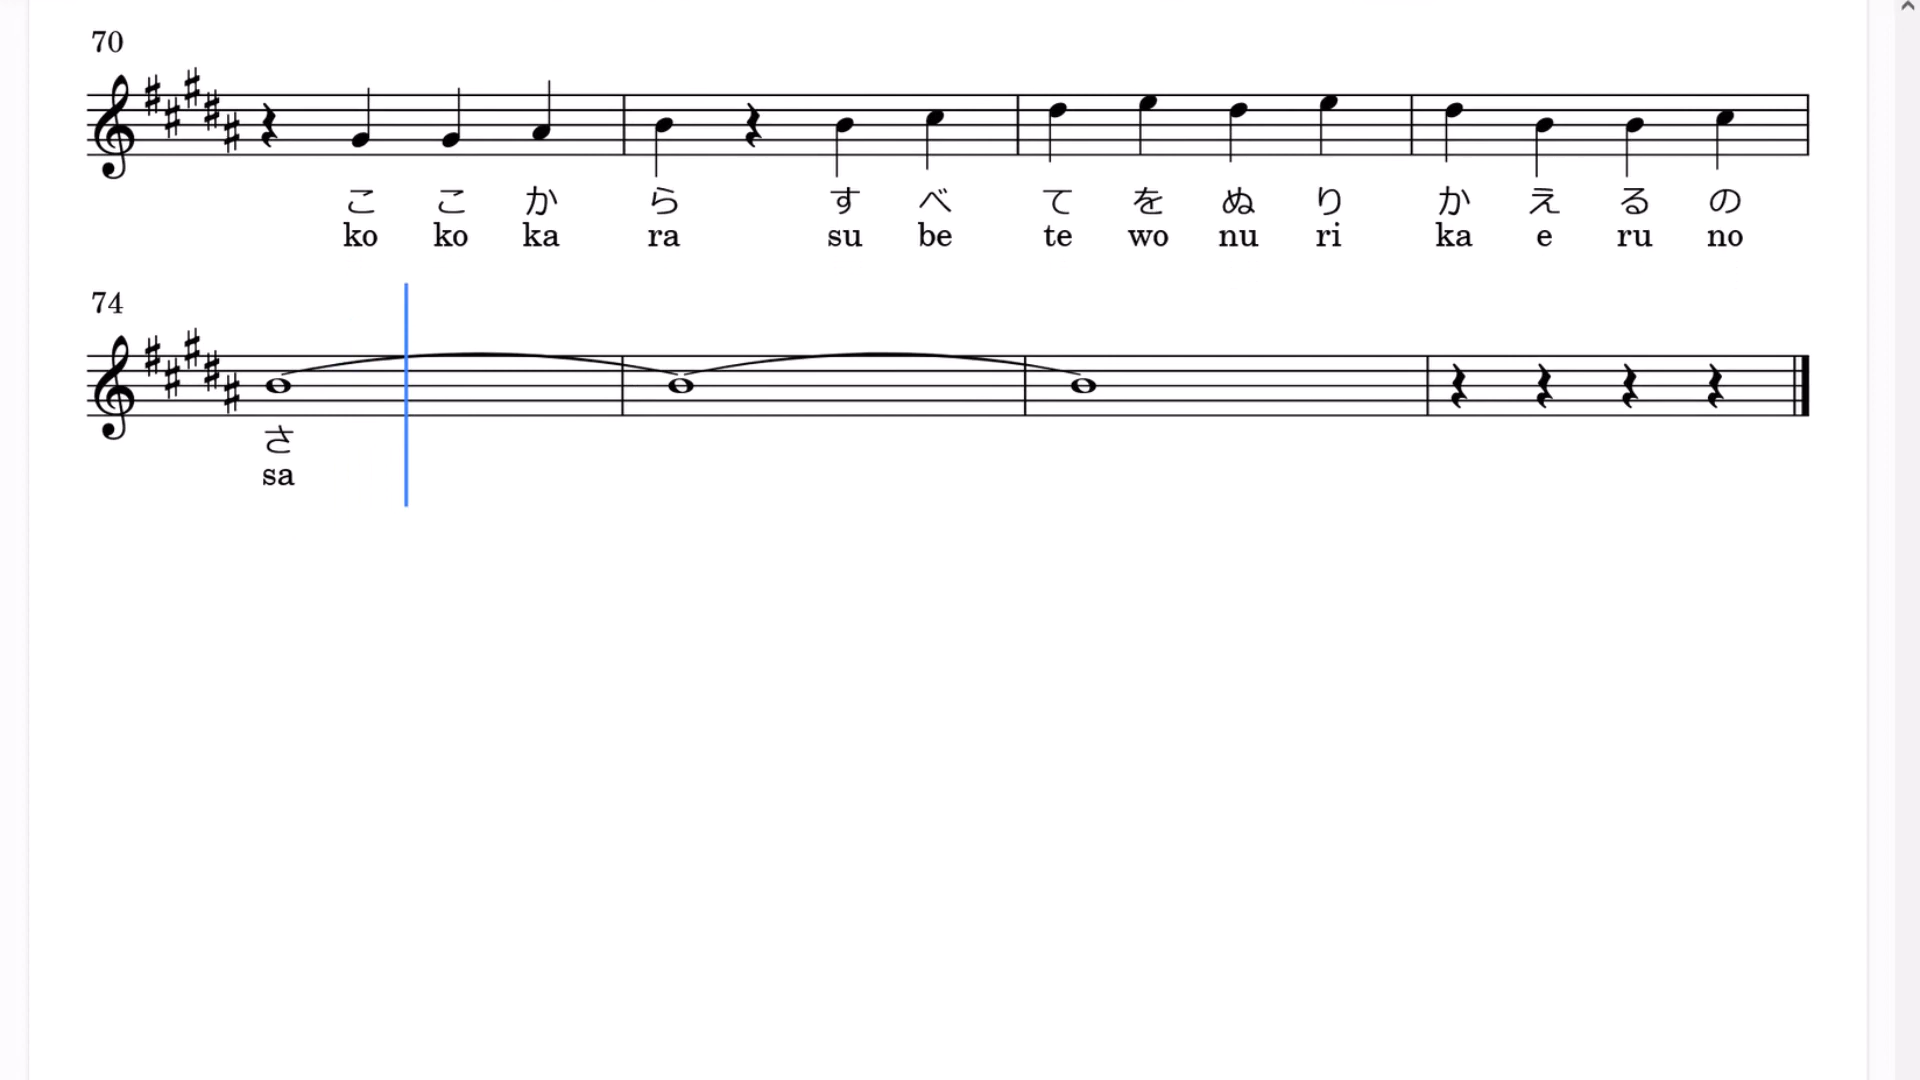 70
こ こ か ら す べ て を ぬ り か え る の
ko ko ka ra su be te wo nu ri ka e ru no
74
さ
sa